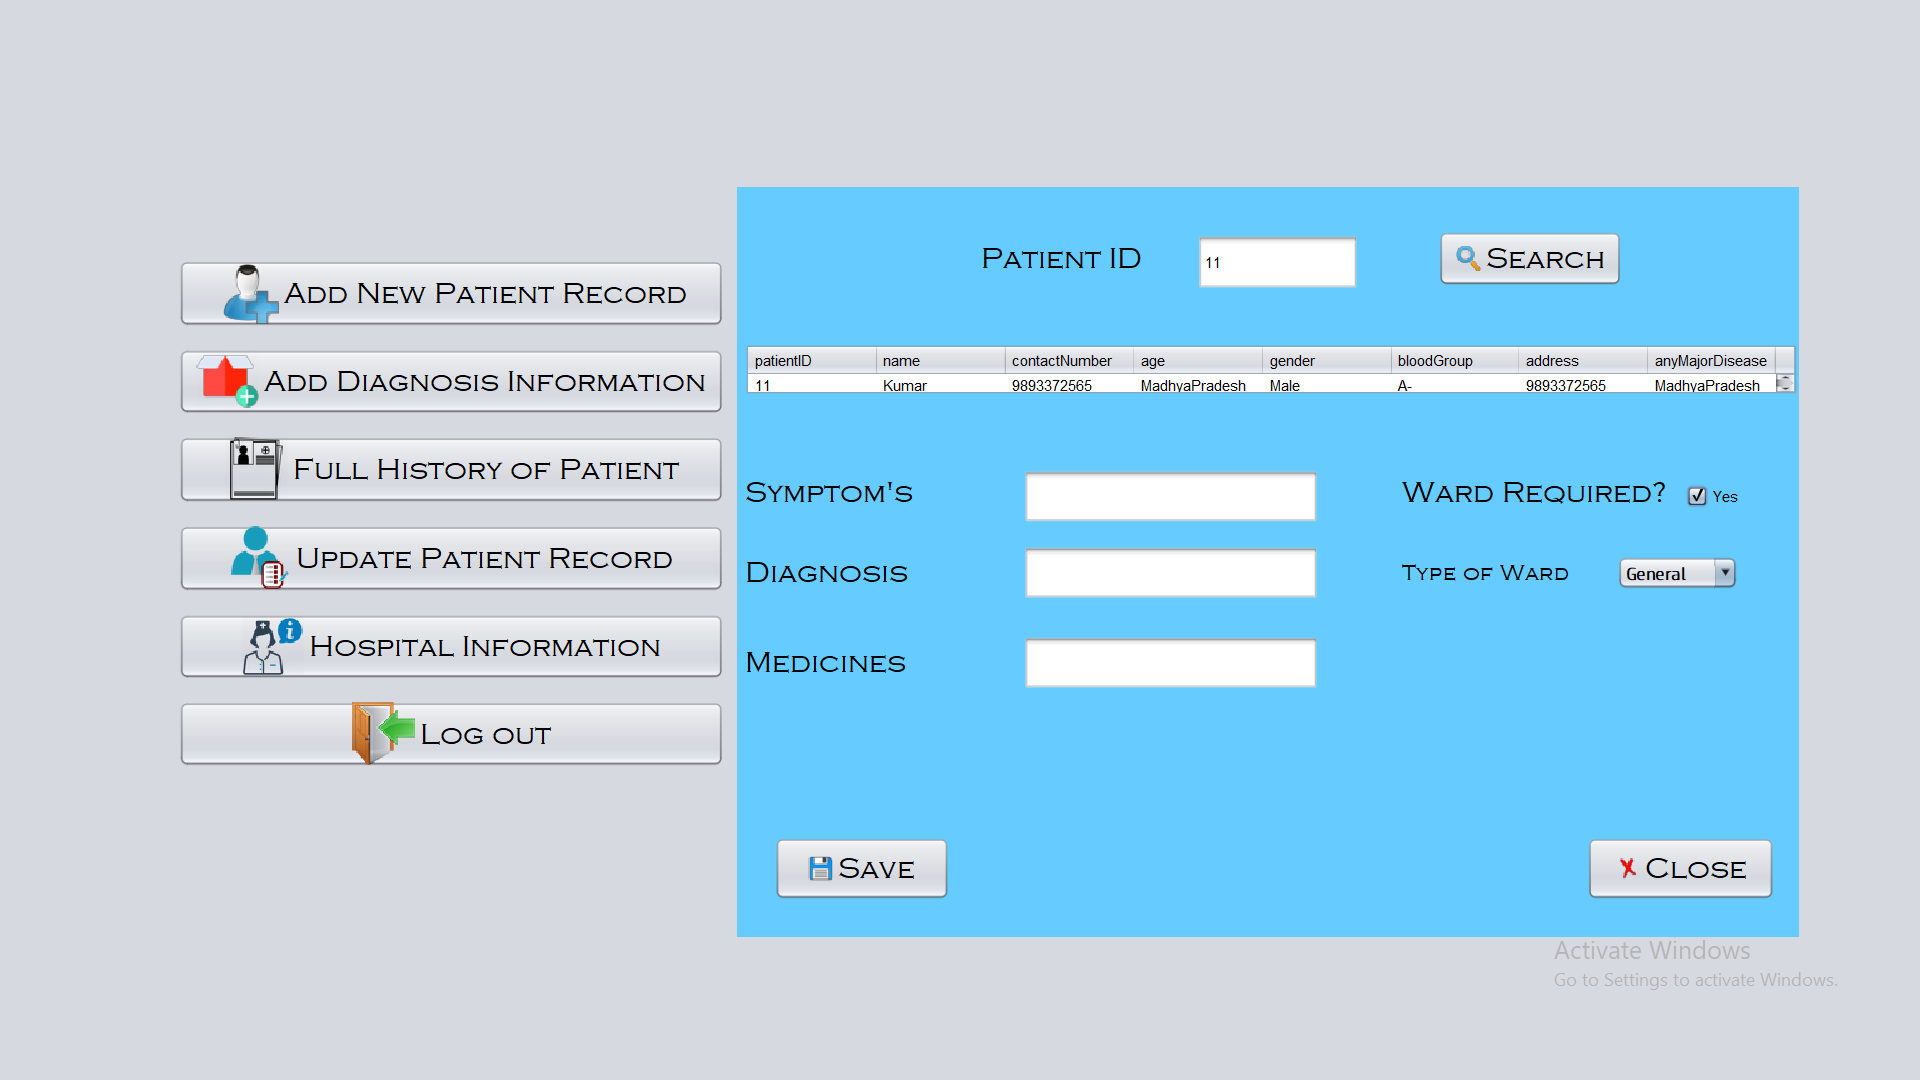 Add New Patient Record
Add Diagnosis Information
Full History of Patient
Update Patient Record
Hospital Information
Log out
Patient ID 11 Search
patientID name contactNumber age gender bloodGroup address anyMajorDisease
11 Kumar 9893372565 MadhyaPradesh Male A- 9893372565 MadhyaPradesh
Symptom's
Ward Required? Yes
Diagnosis
Type of Ward General
Medicines
Save Close
Activate Windows
Go to Settings to activate Windows.